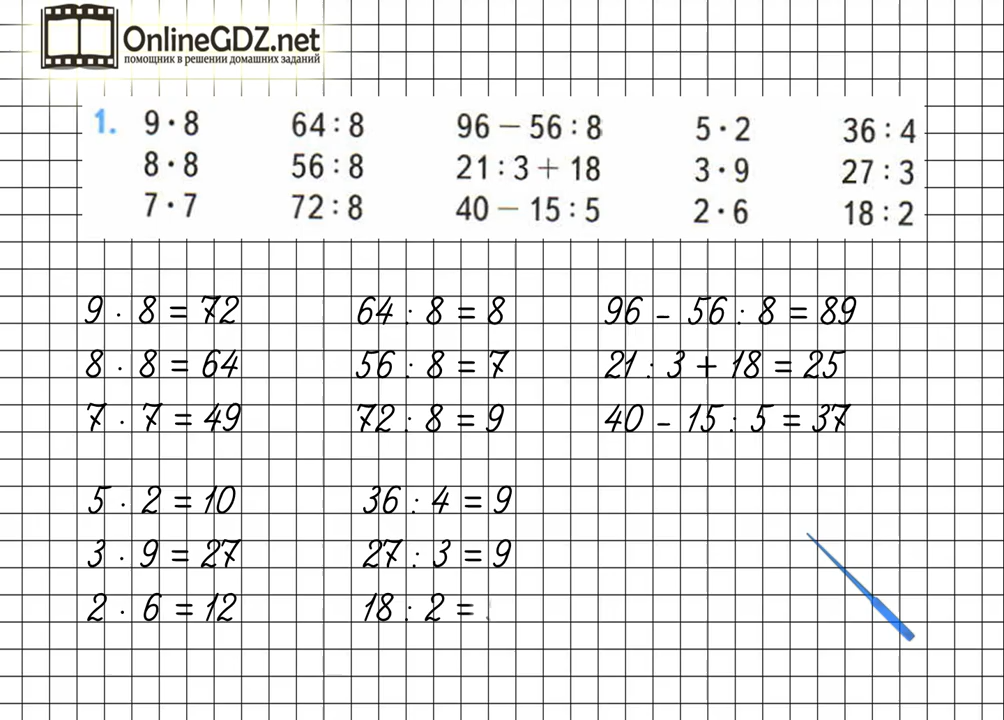 OnlineGDZ.net
помощник в решении домашних заданий
1. 9 · 8 64 : 8 96 − 56 : 8 5 · 2 36 : 4
8 · 8 56 : 8 21 : 3 + 18 3 · 9 27 : 3
7 · 7 72 : 8 40 − 15 : 5 2 · 6 18 : 2
9 · 8 = 72 64 : 8 = 8 96 - 56 : 8 = 89
8 · 8 = 64 56 : 8 = 7 21 : 3 + 18 = 25
7 · 7 = 49 72 : 8 = 9 40 - 15 : 5 = 37
5 · 2 = 10 36 : 4 = 9
3 · 9 = 27 27 : 3 = 9
2 · 6 = 12 18 : 2 =